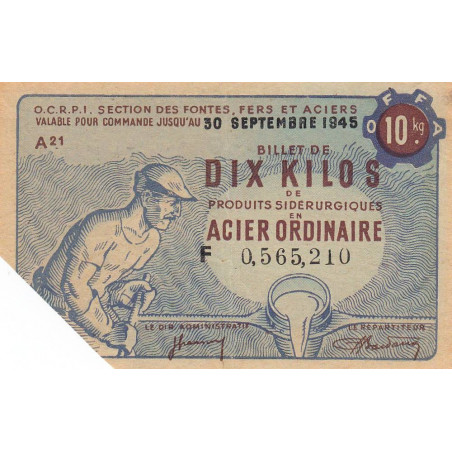 O.C.R.P.I. SECTION DES FONTES, FERS ET ACIERS
VALABLE POUR COMMANDE JUSQU'AU 30 SEPTEMBRE 1945
OFFA
10 kg.
A21
BILLET DE
DIX KILOS
DE
PRODUITS SIDÉRURGIQUES
EN
ACIER ORDINAIRE
F 0,565,210
LE DIR. ADMINISTRATIF
LE REPARTITEUR